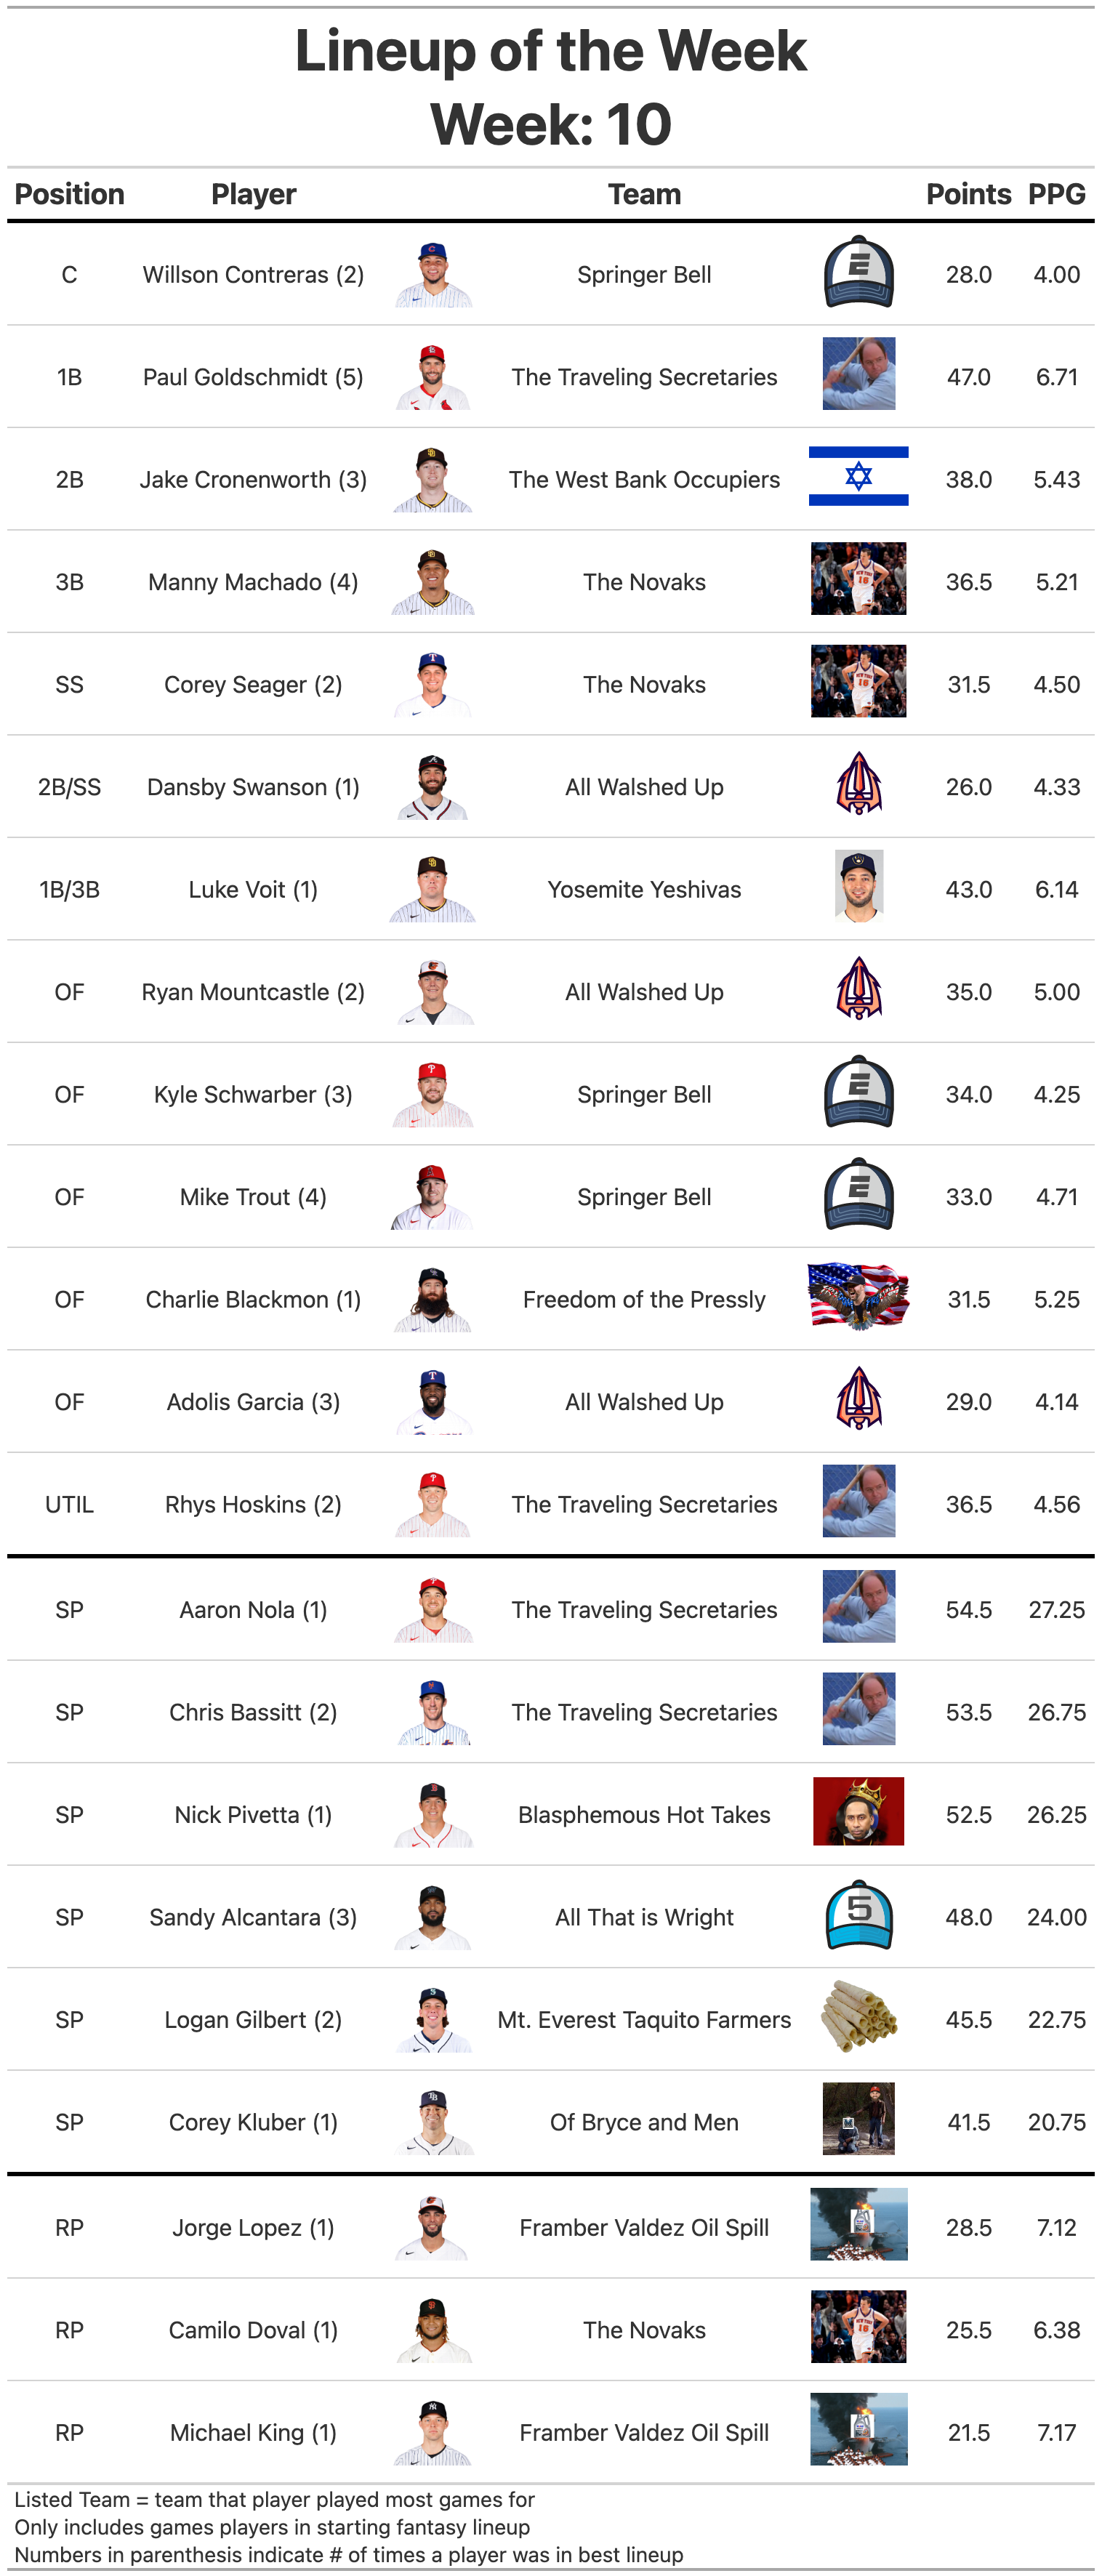 Lineup of the Week
Week: 10
Position Player Team Points PPG
C Willson Contreras (2) Springer Bell 28.0 4.00
1B Paul Goldschmidt (5) The Traveling Secretaries 47.0 6.71
2B Jake Cronenworth (3) The West Bank Occupiers 38.0 5.43
3B Manny Machado (4) The Novaks 36.5 5.21
SS Corey Seager (2) The Novaks 31.5 4.50
2B/SS Dansby Swanson (1) All Walshed Up 26.0 4.33
1B/3B Luke Voit (1) Yosemite Yeshivas 43.0 6.14
OF Ryan Mountcastle (2) All Walshed Up 35.0 5.00
OF Kyle Schwarber (3) Springer Bell 34.0 4.25
OF Mike Trout (4) Springer Bell 33.0 4.71
OF Charlie Blackmon (1) Freedom of the Pressly 31.5 5.25
OF Adolis Garcia (3) All Walshed Up 29.0 4.14
UTIL Rhys Hoskins (2) The Traveling Secretaries 36.5 4.56
SP Aaron Nola (1) The Traveling Secretaries 54.5 27.25
SP Chris Bassitt (2) The Traveling Secretaries 53.5 26.75
SP Nick Pivetta (1) Blasphemous Hot Takes 52.5 26.25
SP Sandy Alcantara (3) All That is Wright 48.0 24.00
SP Logan Gilbert (2) Mt. Everest Taquito Farmers 45.5 22.75
SP Corey Kluber (1) Of Bryce and Men 41.5 20.75
RP Jorge Lopez (1) Framber Valdez Oil Spill 28.5 7.12
RP Camilo Doval (1) The Novaks 25.5 6.38
RP Michael King (1) Framber Valdez Oil Spill 21.5 7.17
Listed Team = team that player played most games for
Only includes games players in starting fantasy lineup
Numbers in parenthesis indicate # of times a player was in best lineup